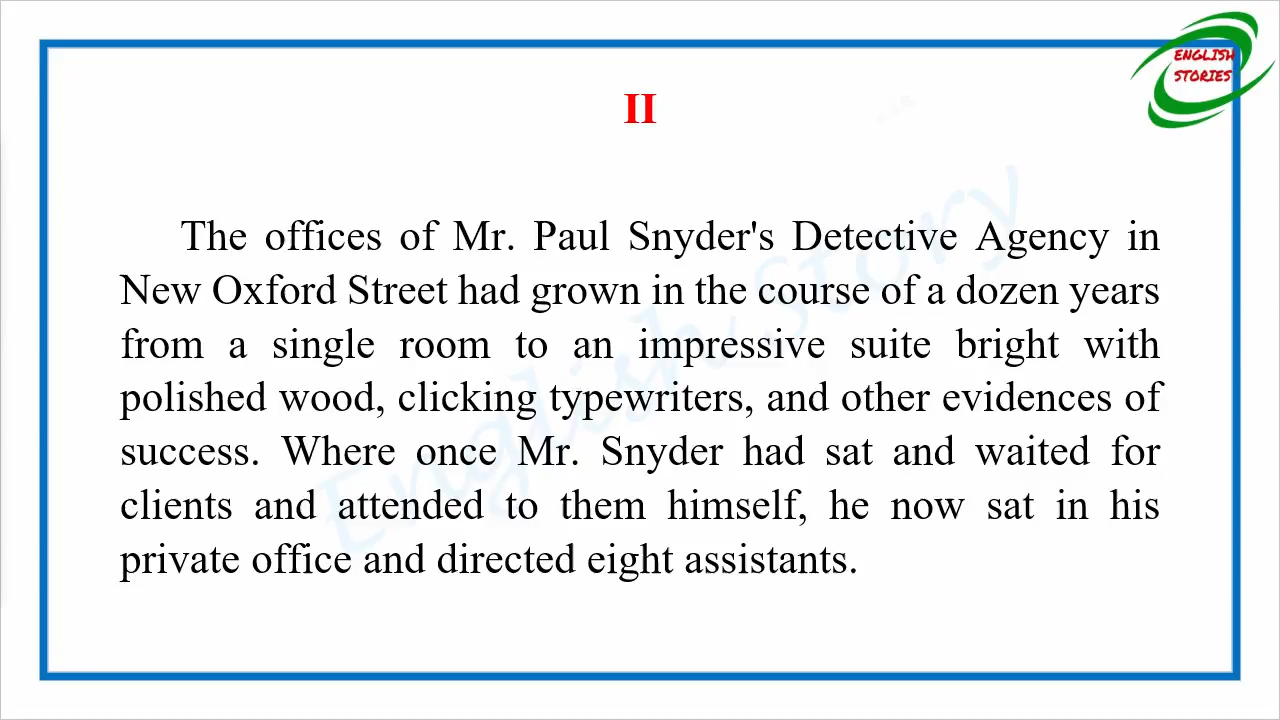 ENGLISH
STORIES
II
The offices of Mr. Paul Snyder's Detective Agency in
New Oxford Street had grown in the course of a dozen years
from a single room to an impressive suite bright with
polished wood, clicking typewriters, and other evidences of
success. Where once Mr. Snyder had sat and waited for
clients and attended to them himself, he now sat in his
private office and directed eight assistants.
English Story